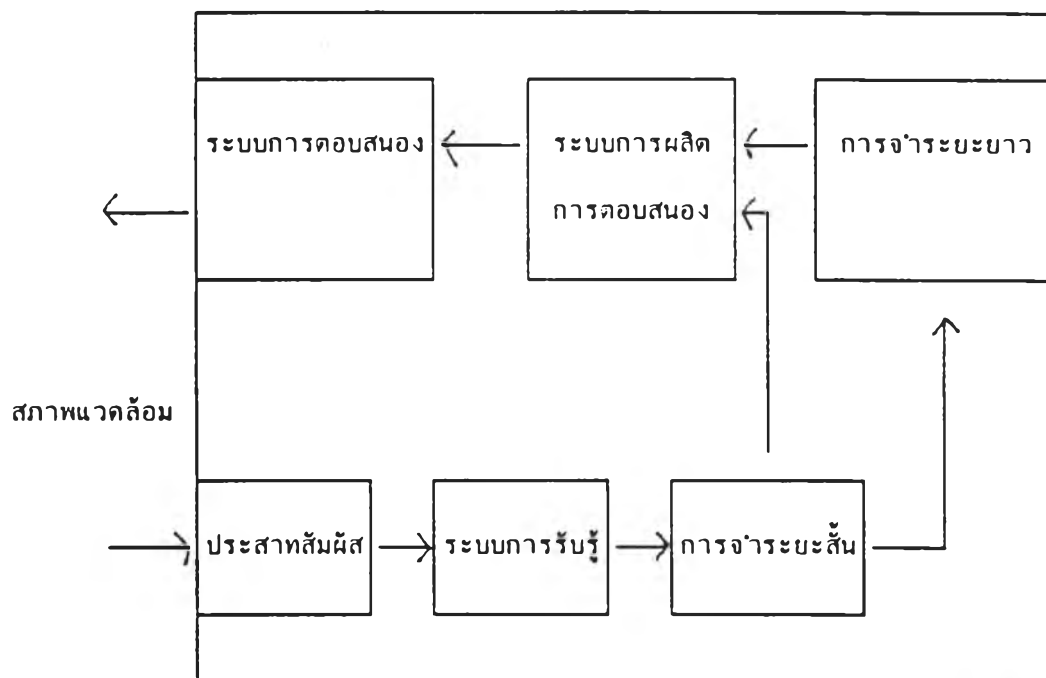 ระบบการตอบสนอง
ระบบการผลิต
การตอบสนอง
การจำระยะยาว
สภาพแวดล้อม
ประสาทสัมผัส
ระบบการรับรู้
การจำระยะสั้น